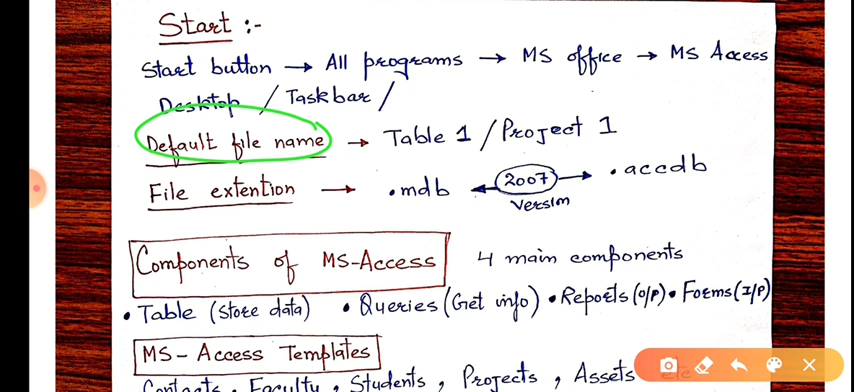 Start :-
Start button → All programs → MS office → MS Access
Desktop / Taskbar /
Default file name → Table 1 / Project 1
File extention → .mdb ← 2007 → .accdb
Version
Components of MS-Access 4 main components
• Table (store data) • Queries (Get info) • Reports (O/P) • Forms (I/P)
MS-Access Templates
Contacts, Faculty, Students, Projects, Assets etc